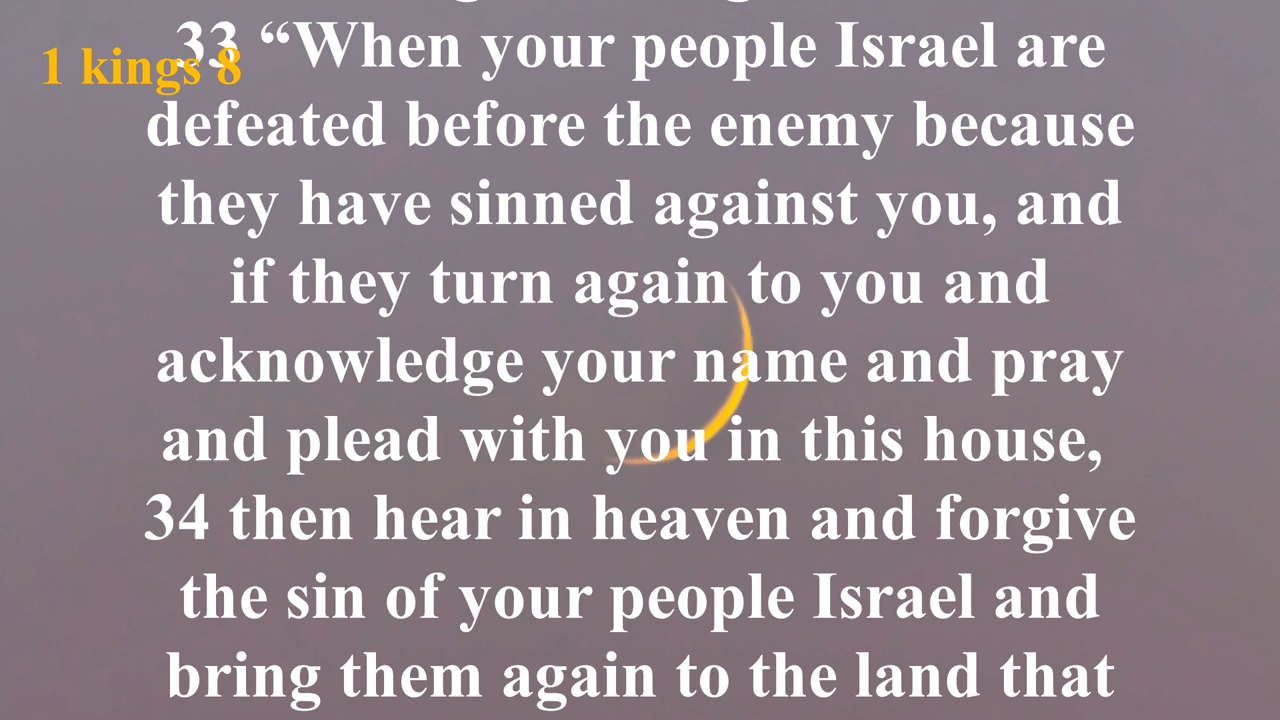 1 kings 8
33 “When your people Israel are
defeated before the enemy because
they have sinned against you, and
if they turn again to you and
acknowledge your name and pray
and plead with you in this house,
34 then hear in heaven and forgive
the sin of your people Israel and
bring them again to the land that